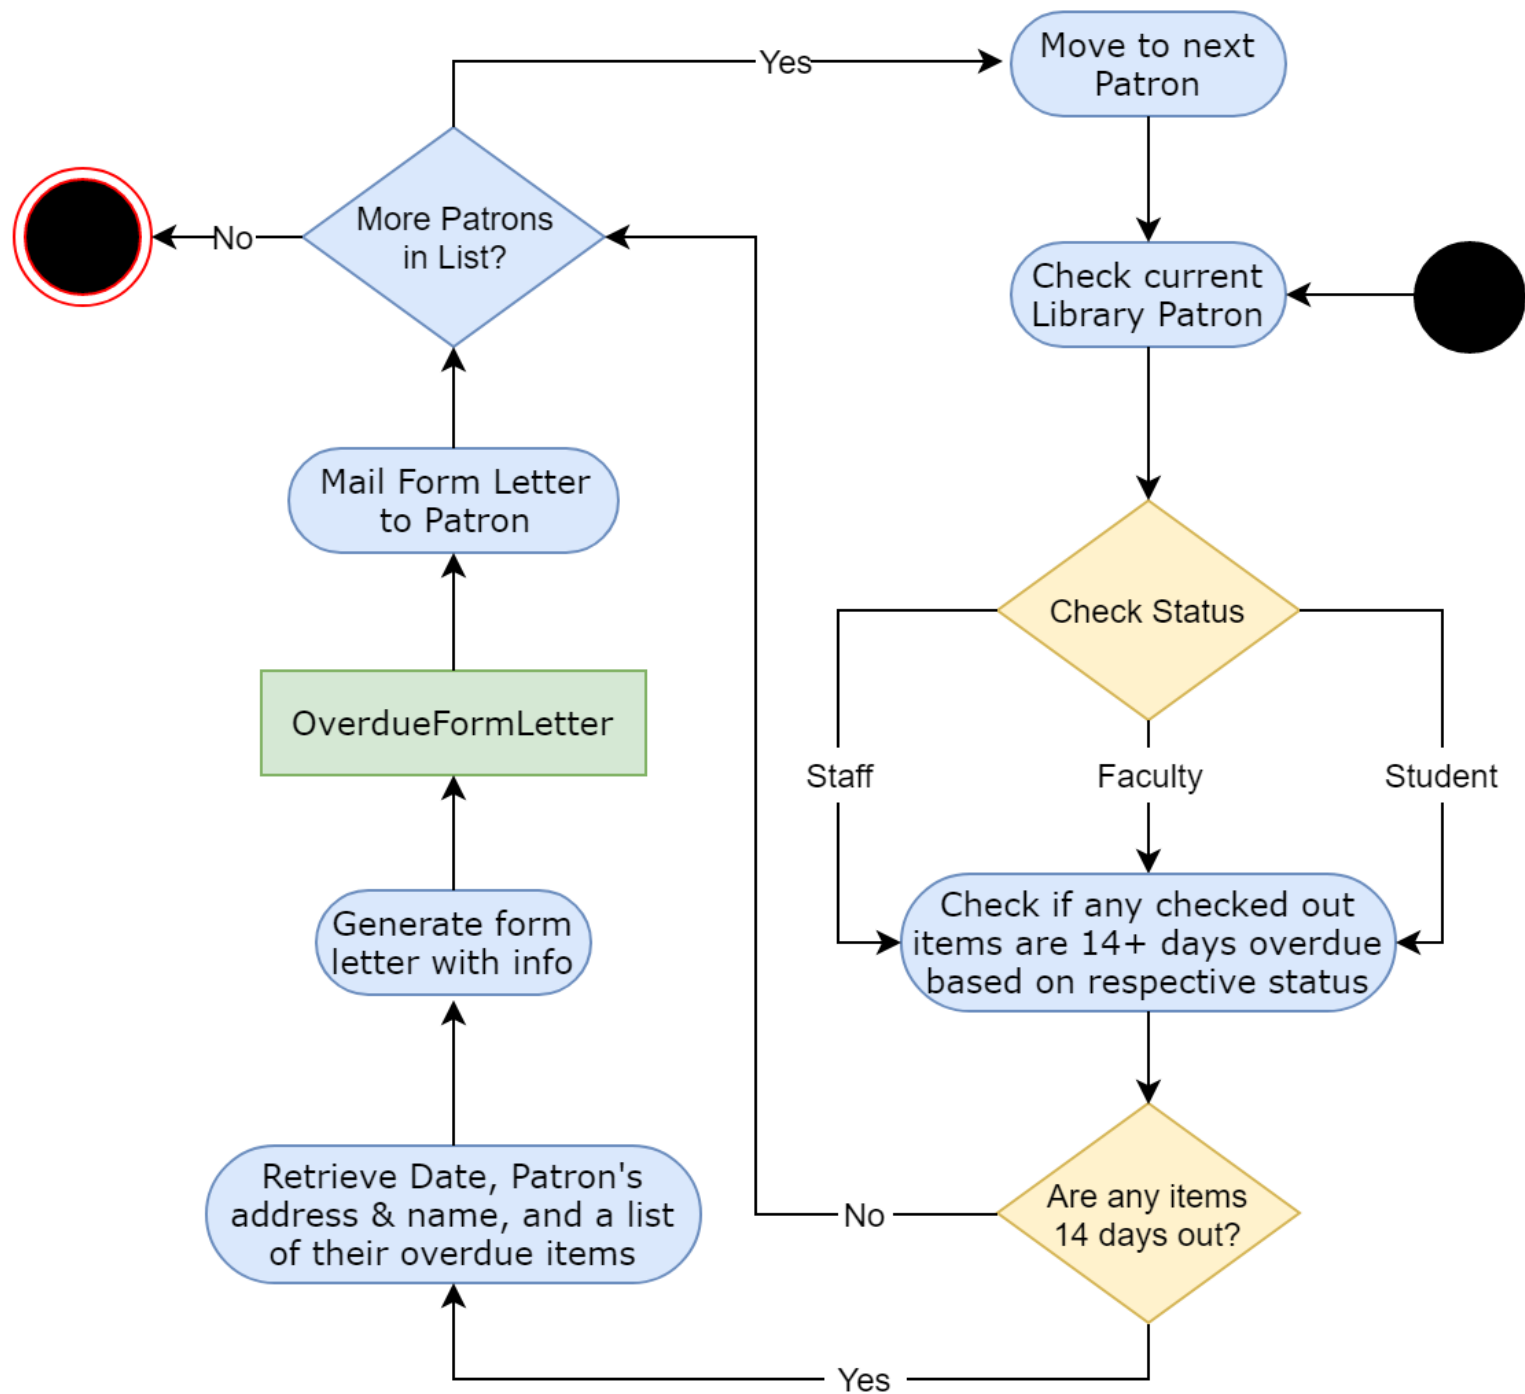 Yes
Move to next
Patron
More Patrons
in List?
No
Check current
Library Patron
Mail Form Letter
to Patron
Check Status
OverdueFormLetter
Staff
Faculty
Student
Generate form
letter with info
Check if any checked out
items are 14+ days overdue
based on respective status
Retrieve Date, Patron's
address & name, and a list
of their overdue items
No
Are any items
14 days out?
Yes